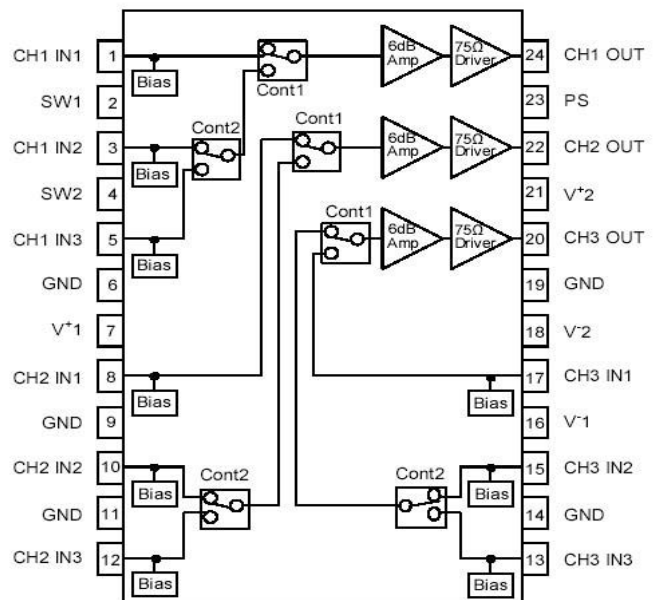 CH1 IN1 1 Bias Cont1 6dB Amp 75Ω Driver 24 CH1 OUT
SW1 2 23 PS
CH1 IN2 3 Bias Cont2 Cont1 6dB Amp 75Ω Driver 22 CH2 OUT
SW2 4 21 V+2
CH1 IN3 5 Bias Cont1 6dB Amp 75Ω Driver 20 CH3 OUT
GND 6 19 GND
V+1 7 18 V-2
CH2 IN1 8 Bias Bias 17 CH3 IN1
GND 9 16 V-1
CH2 IN2 10 Bias Cont2 Cont2 Bias 15 CH3 IN2
GND 11 14 GND
CH2 IN3 12 Bias Bias 13 CH3 IN3